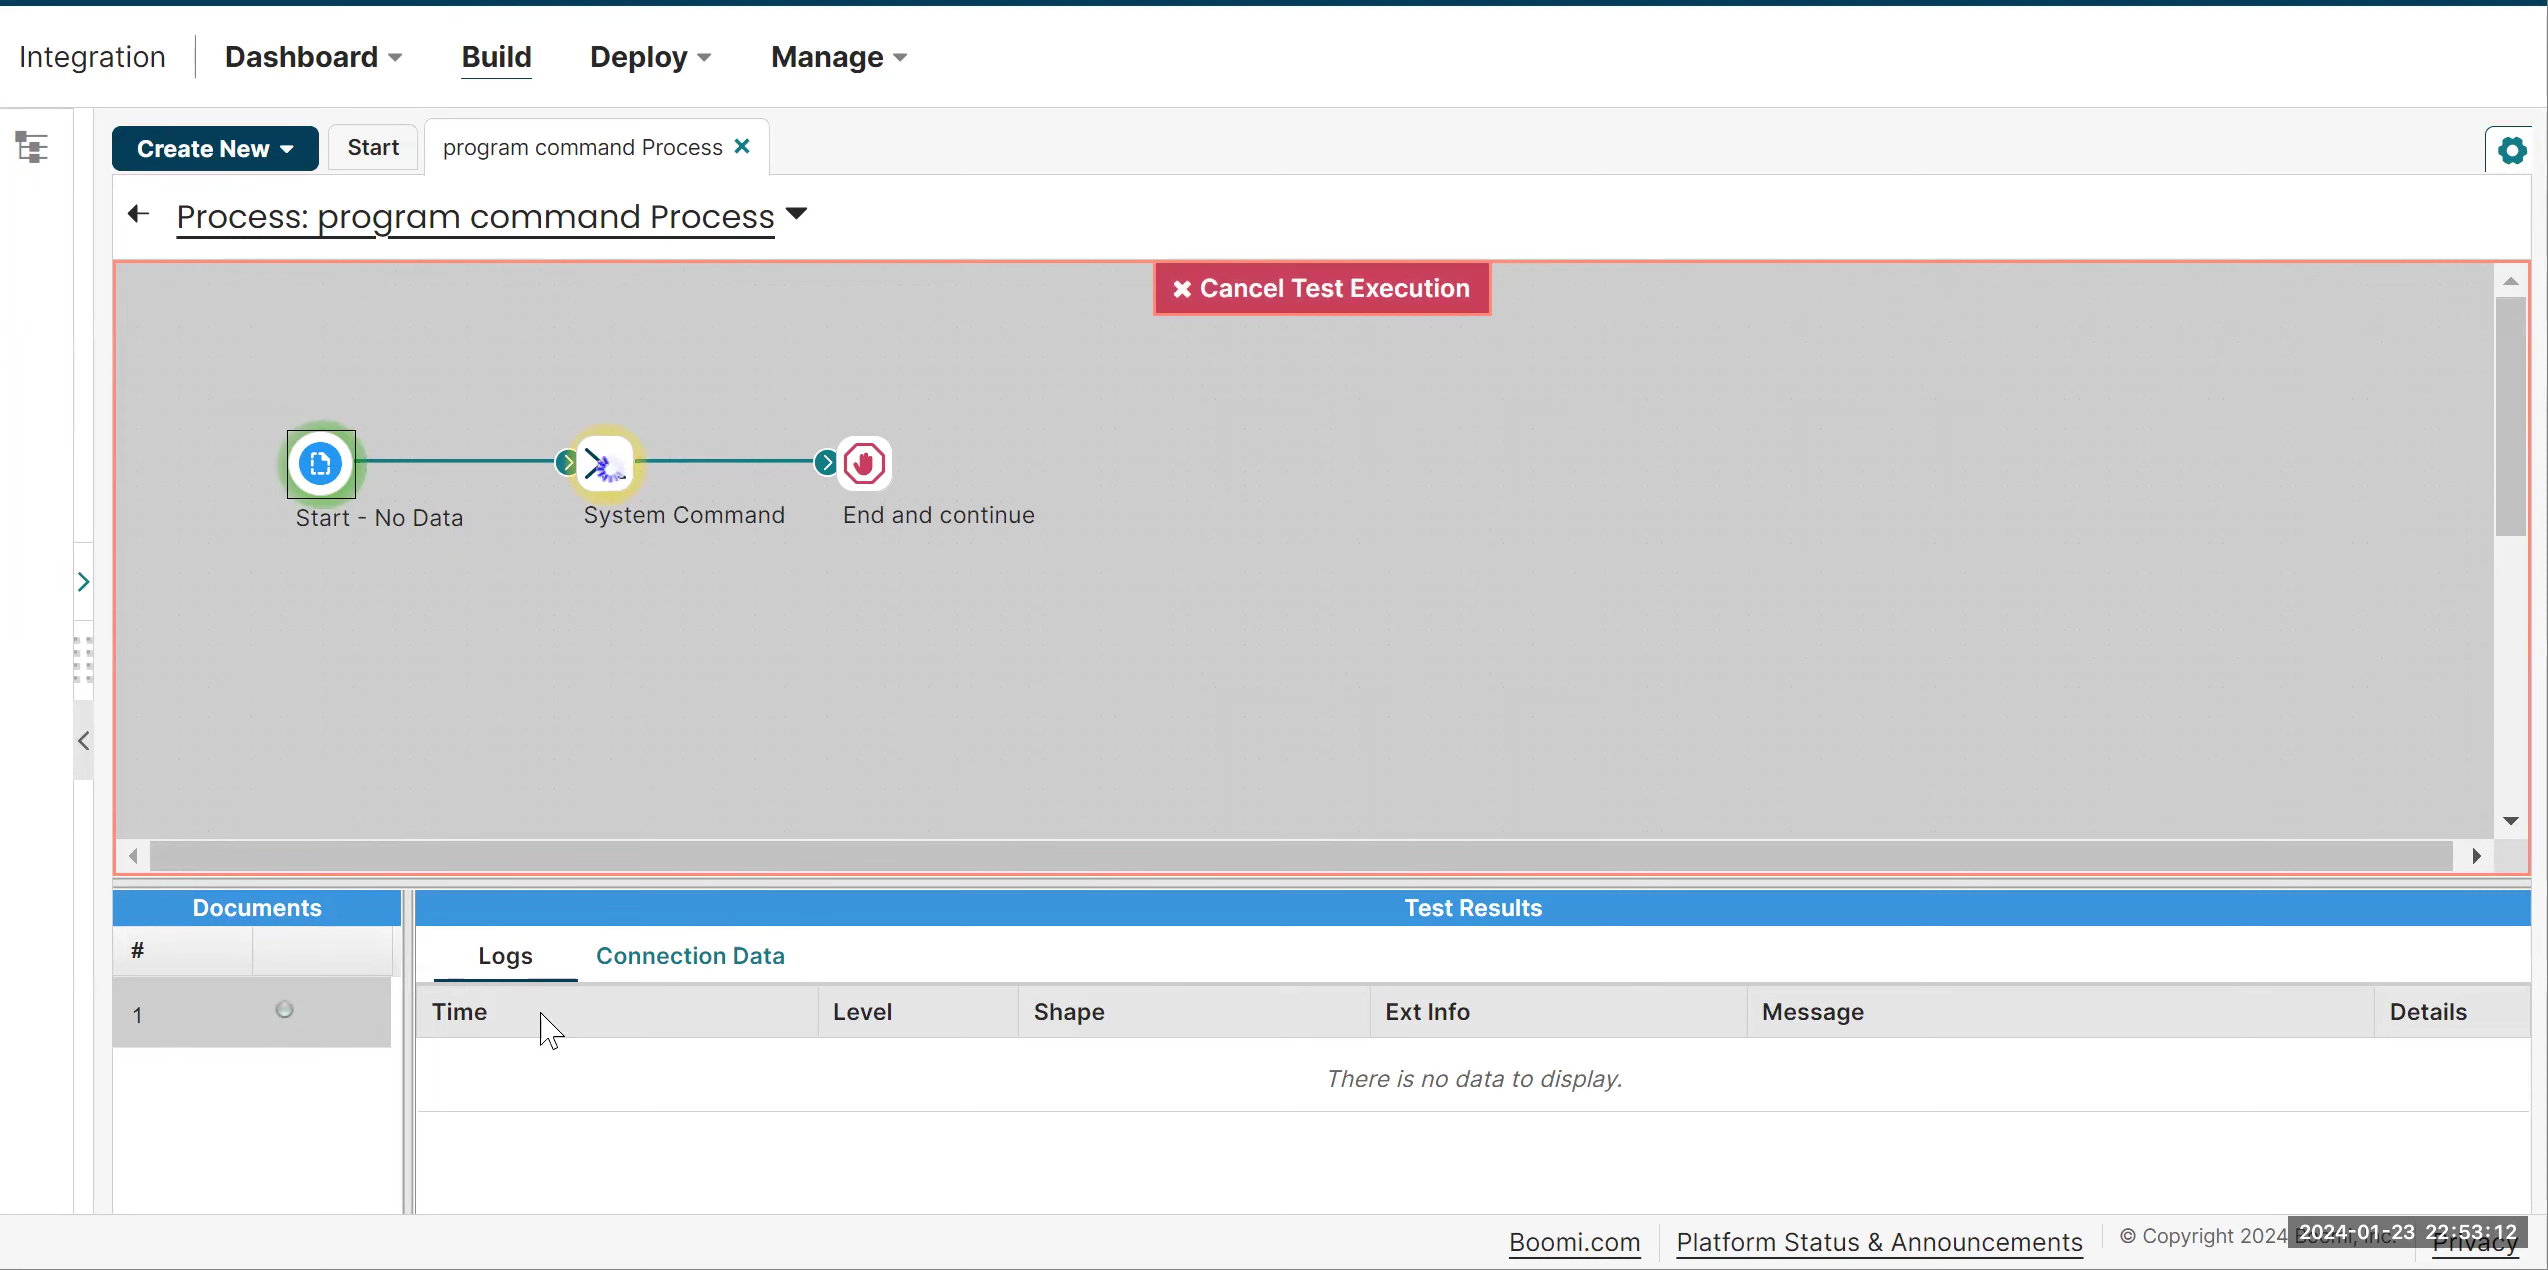 Integration
Dashboard
Build
Deploy
Manage
Create New
Start
program command Process
Process: program command Process
Cancel Test Execution
Start - No Data
System Command
End and continue
Documents
Test Results
#
Logs
Connection Data
Time
Level
Shape
Ext Info
Message
Details
1
There is no data to display.
Boomi.com
Platform Status & Announcements
© Copyright 2024
2024-01-23 22:53:12
Privacy